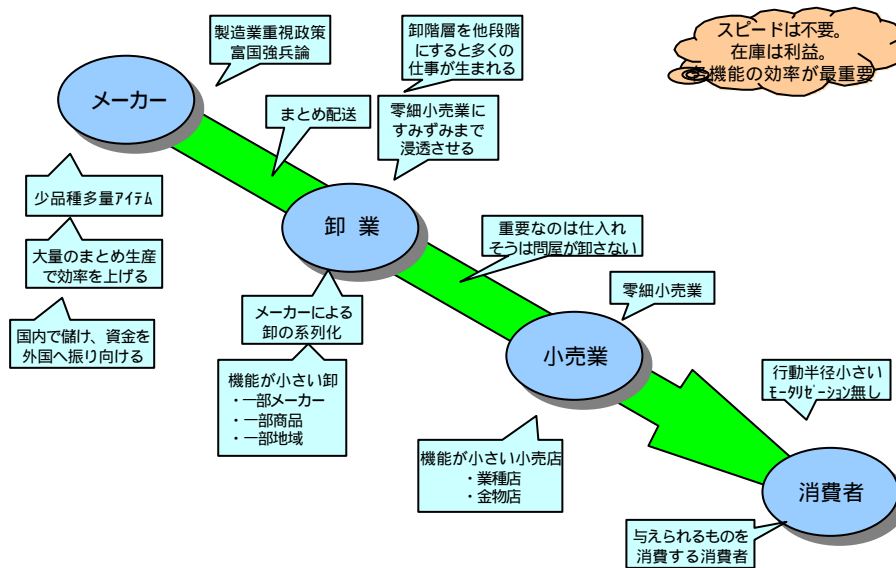 製造業重視政策
富国強兵論
卸階層を他段階
にすると多くの
仕事が生まれる
スピードは不要。
在庫は利益。
機能の効率が最重要
メーカー
まとめ配送
零細小売業に
すみずみまで
浸透させる
少品種多量アイテム
卸 業
重要なのは仕入れ
そうは問屋が卸さない
大量のまとめ生産
で効率を上げる
零細小売業
メーカーによる
卸の系列化
国内で儲け、資金を
外国へ振り向ける
小売業
機能が小さい卸
・一部メーカー
・一部商品
・一部地域
行動半径小さい
モータリゼーション無し
機能が小さい小売店
・業種店
・金物店
消費者
与えられるものを
消費する消費者